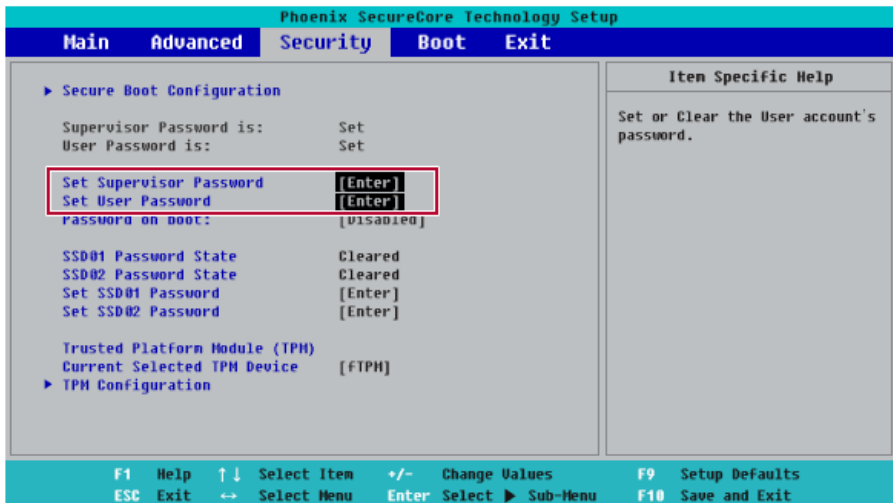 Phoenix SecureCore Technology Setup
Main Advanced Security Boot Exit
Item Specific Help
▶ Secure Boot Configuration
Supervisor Password is: Set
User Password is: Set
Set Supervisor Password [Enter]
Set User Password [Enter]
Password on boot: [Disabled]
SSD01 Password State Cleared
SSD02 Password State Cleared
Set SSD01 Password [Enter]
Set SSD02 Password [Enter]
Trusted Platform Module (TPM)
Current Selected TPM Device [fTPM]
▶ TPM Configuration
Set or Clear the User account's
password.
F1 Help ↑↓ Select Item +/- Change Values F9 Setup Defaults
ESC Exit ↔ Select Menu Enter Select ▶ Sub-Menu F10 Save and Exit